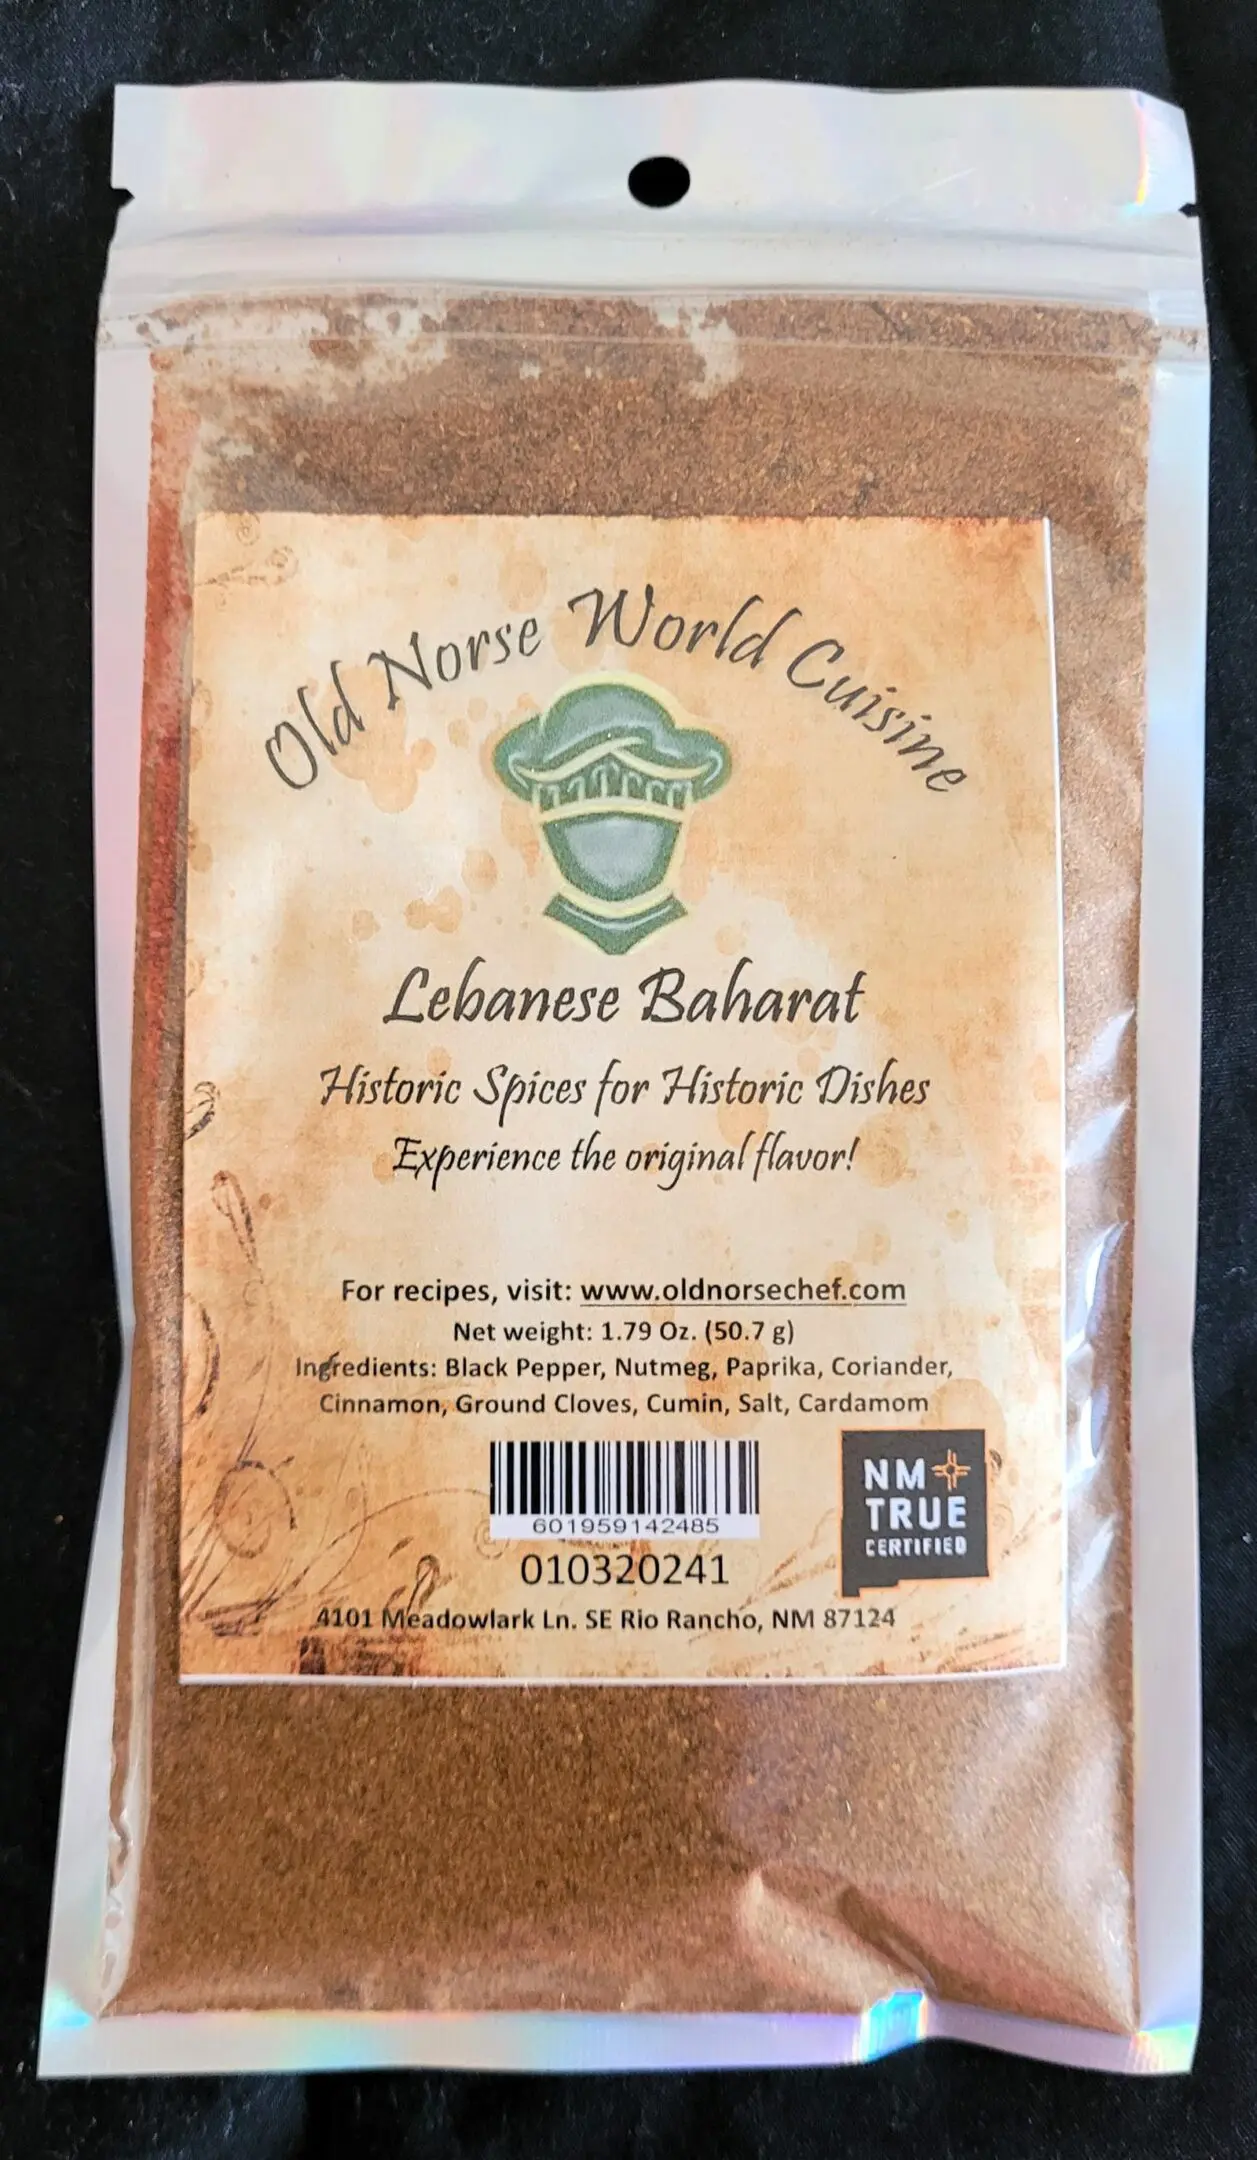 Old Norse World Cuisine
Lebanese Baharat
Historic Spices for Historic Dishes
Experience the original flavor!
For recipes, visit: www.oldnorsechef.com
Net weight: 1.79 Oz. (50.7 g)
Ingredients: Black Pepper, Nutmeg, Paprika, Coriander,
Cinnamon, Ground Cloves, Cumin, Salt, Cardamom
601959142485
NM
TRUE
CERTIFIED
010320241
4101 Meadowlark Ln. SE Rio Rancho, NM 87124